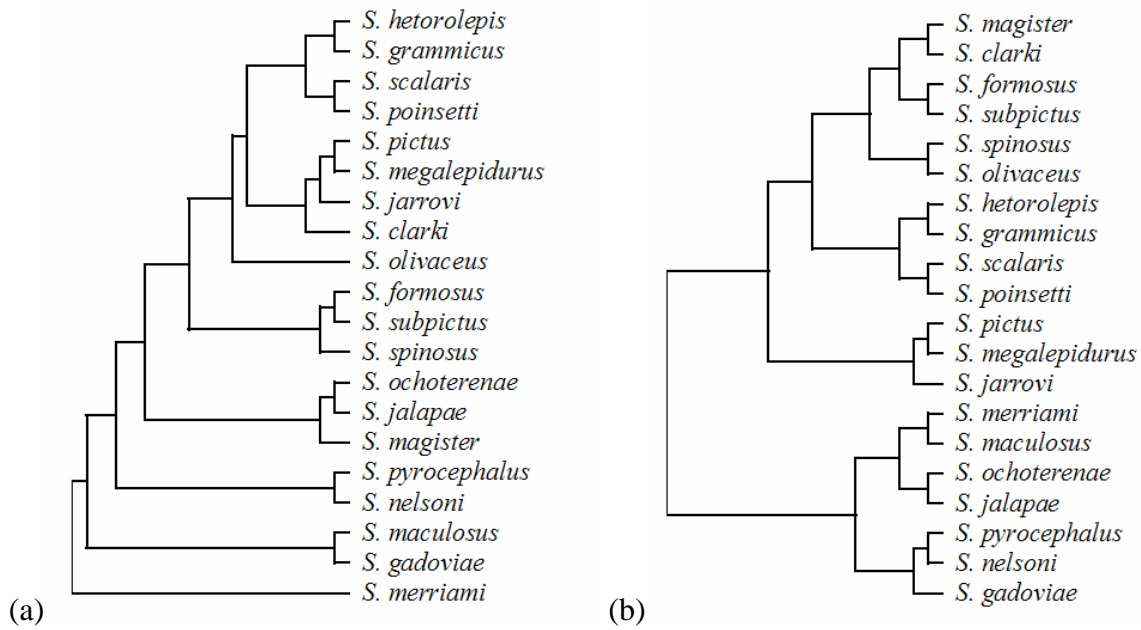 S. hetorolepis
S. grammicus
S. scalaris
S. poinsetti
S. pictus
S. megalepidurus
S. jarrovi
S. clarki
S. olivaceus
S. formosus
S. subpictus
S. spinosus
S. ochoterenae
S. jalapae
S. magister
S. pyrocephalus
S. nelsoni
S. maculosus
S. gadoviae
S. merriami
(a)
S. magister
S. clarki
S. formosus
S. subpictus
S. spinosus
S. olivaceus
S. hetorolepis
S. grammicus
S. scalaris
S. poinsetti
S. pictus
S. megalepidurus
S. jarrovi
S. merriami
S. maculosus
S. ochoterenae
S. jalapae
S. pyrocephalus
S. nelsoni
S. gadoviae
(b)